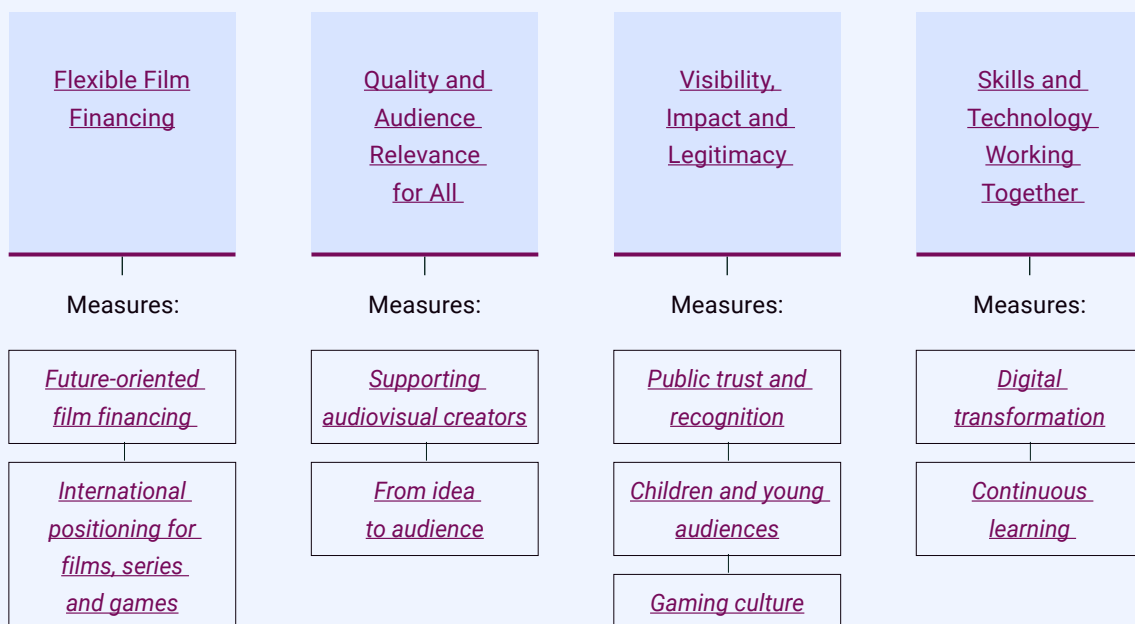 Flexible Film
Financing
Quality and
Audience
Relevance
for All
Visibility,
Impact and
Legitimacy
Skills and
Technology
Working
Together
Measures:
Measures:
Measures:
Measures:
Future-oriented
film financing
Supporting
audiovisual creators
Public trust and
recognition
Digital
transformation
International
positioning for
films, series
and games
From idea
to audience
Children and young
audiences
Continuous
learning
Gaming culture